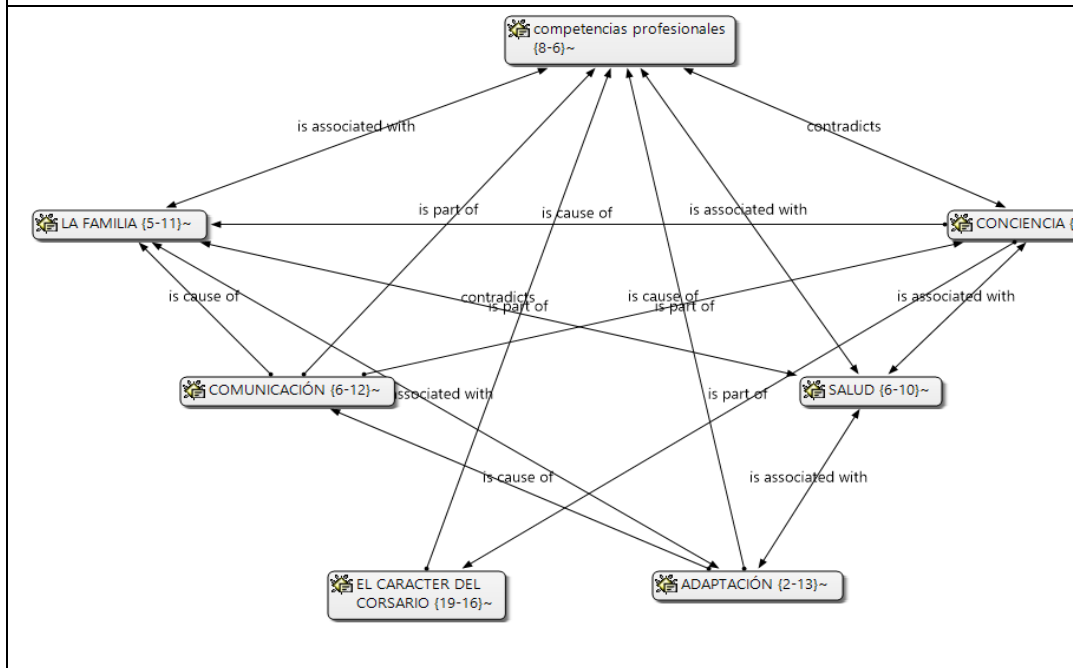 competencias profesionales
{8-6}~
is associated with
contradicts
is part of
is cause of
is associated with
LA FAMILIA {5-11}~
CONCIENCIA {
is cause of
contradicts
is part of
is cause of
is part of
is associated with
COMUNICACIÓN {6-12}~
associated with
is part of
SALUD {6-10}~
is cause of
is associated with
EL CARACTER DEL
CORSARIO {19-16}~
ADAPTACIÓN {2-13}~